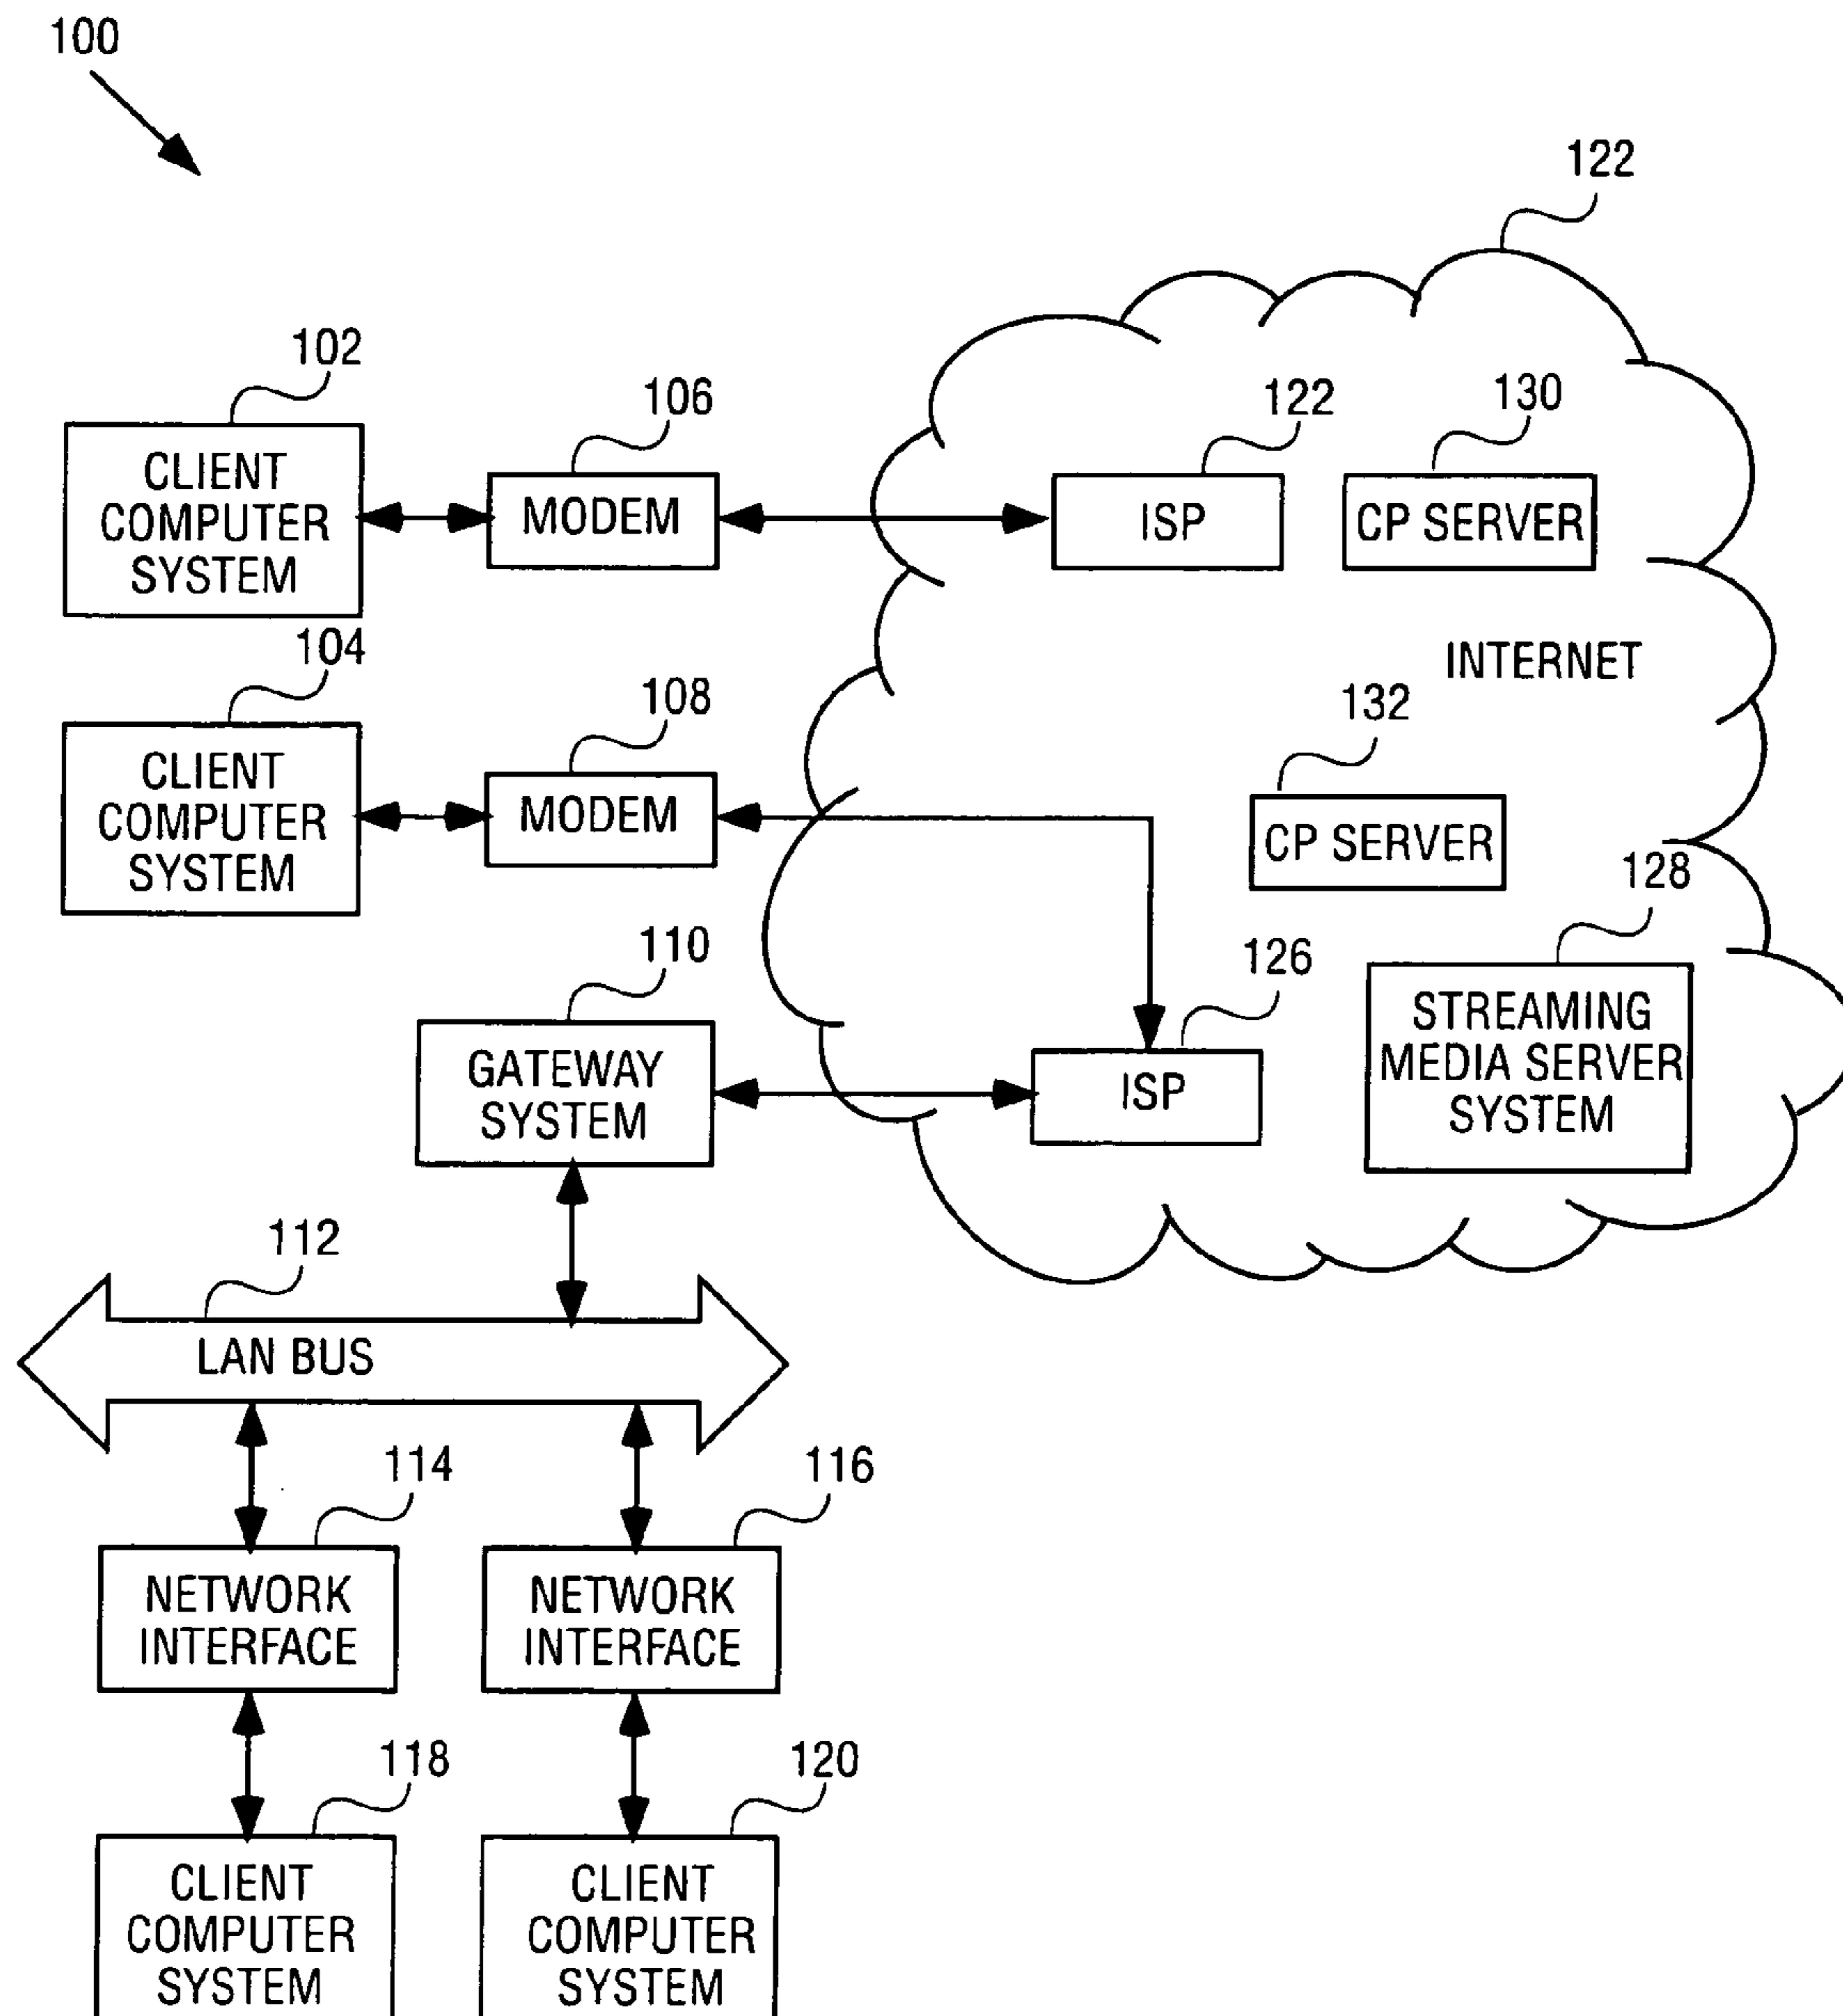 100
122
102
106
122
130
CLIENT
COMPUTER
SYSTEM
MODEM
ISP
CP SERVER
104
108
INTERNET
132
CLIENT
COMPUTER
SYSTEM
MODEM
CP SERVER
128
110
126
GATEWAY
SYSTEM
ISP
STREAMING
MEDIA SERVER
SYSTEM
112
LAN BUS
114
116
NETWORK
INTERFACE
NETWORK
INTERFACE
118
120
CLIENT
COMPUTER
SYSTEM
CLIENT
COMPUTER
SYSTEM